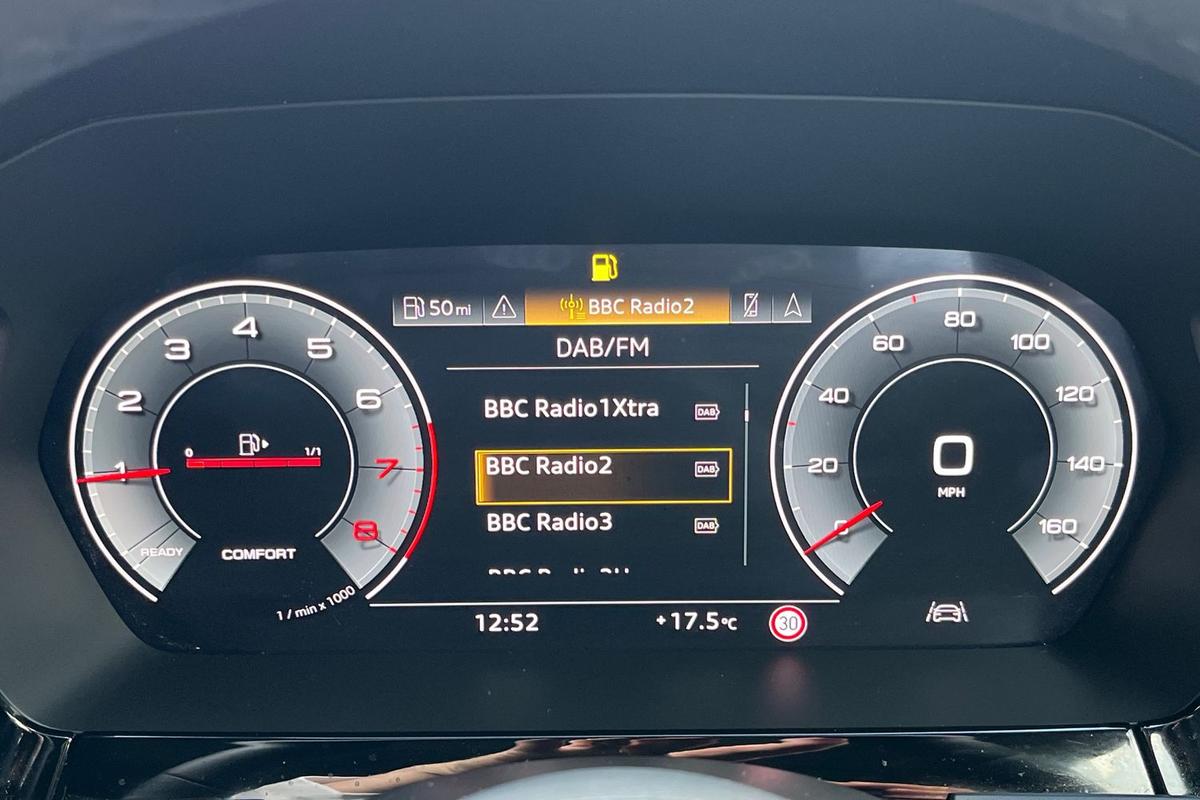 50 mi
BBC Radio2
DAB/FM
BBC Radio1Xtra DAB
BBC Radio2 DAB
BBC Radio3 DAB
12:52 +17.5°C 30
1
2
3
4
5
6
7
8
READY
0 1/1
COMFORT
1 / min x 1000
0
20
40
60
80
100
120
140
160
0
MPH